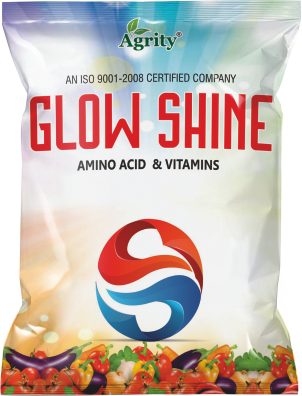 Agrity®
AN ISO 9001-2008 CERTIFIED COMPANY
GLOW SHINE
AMINO ACID & VITAMINS